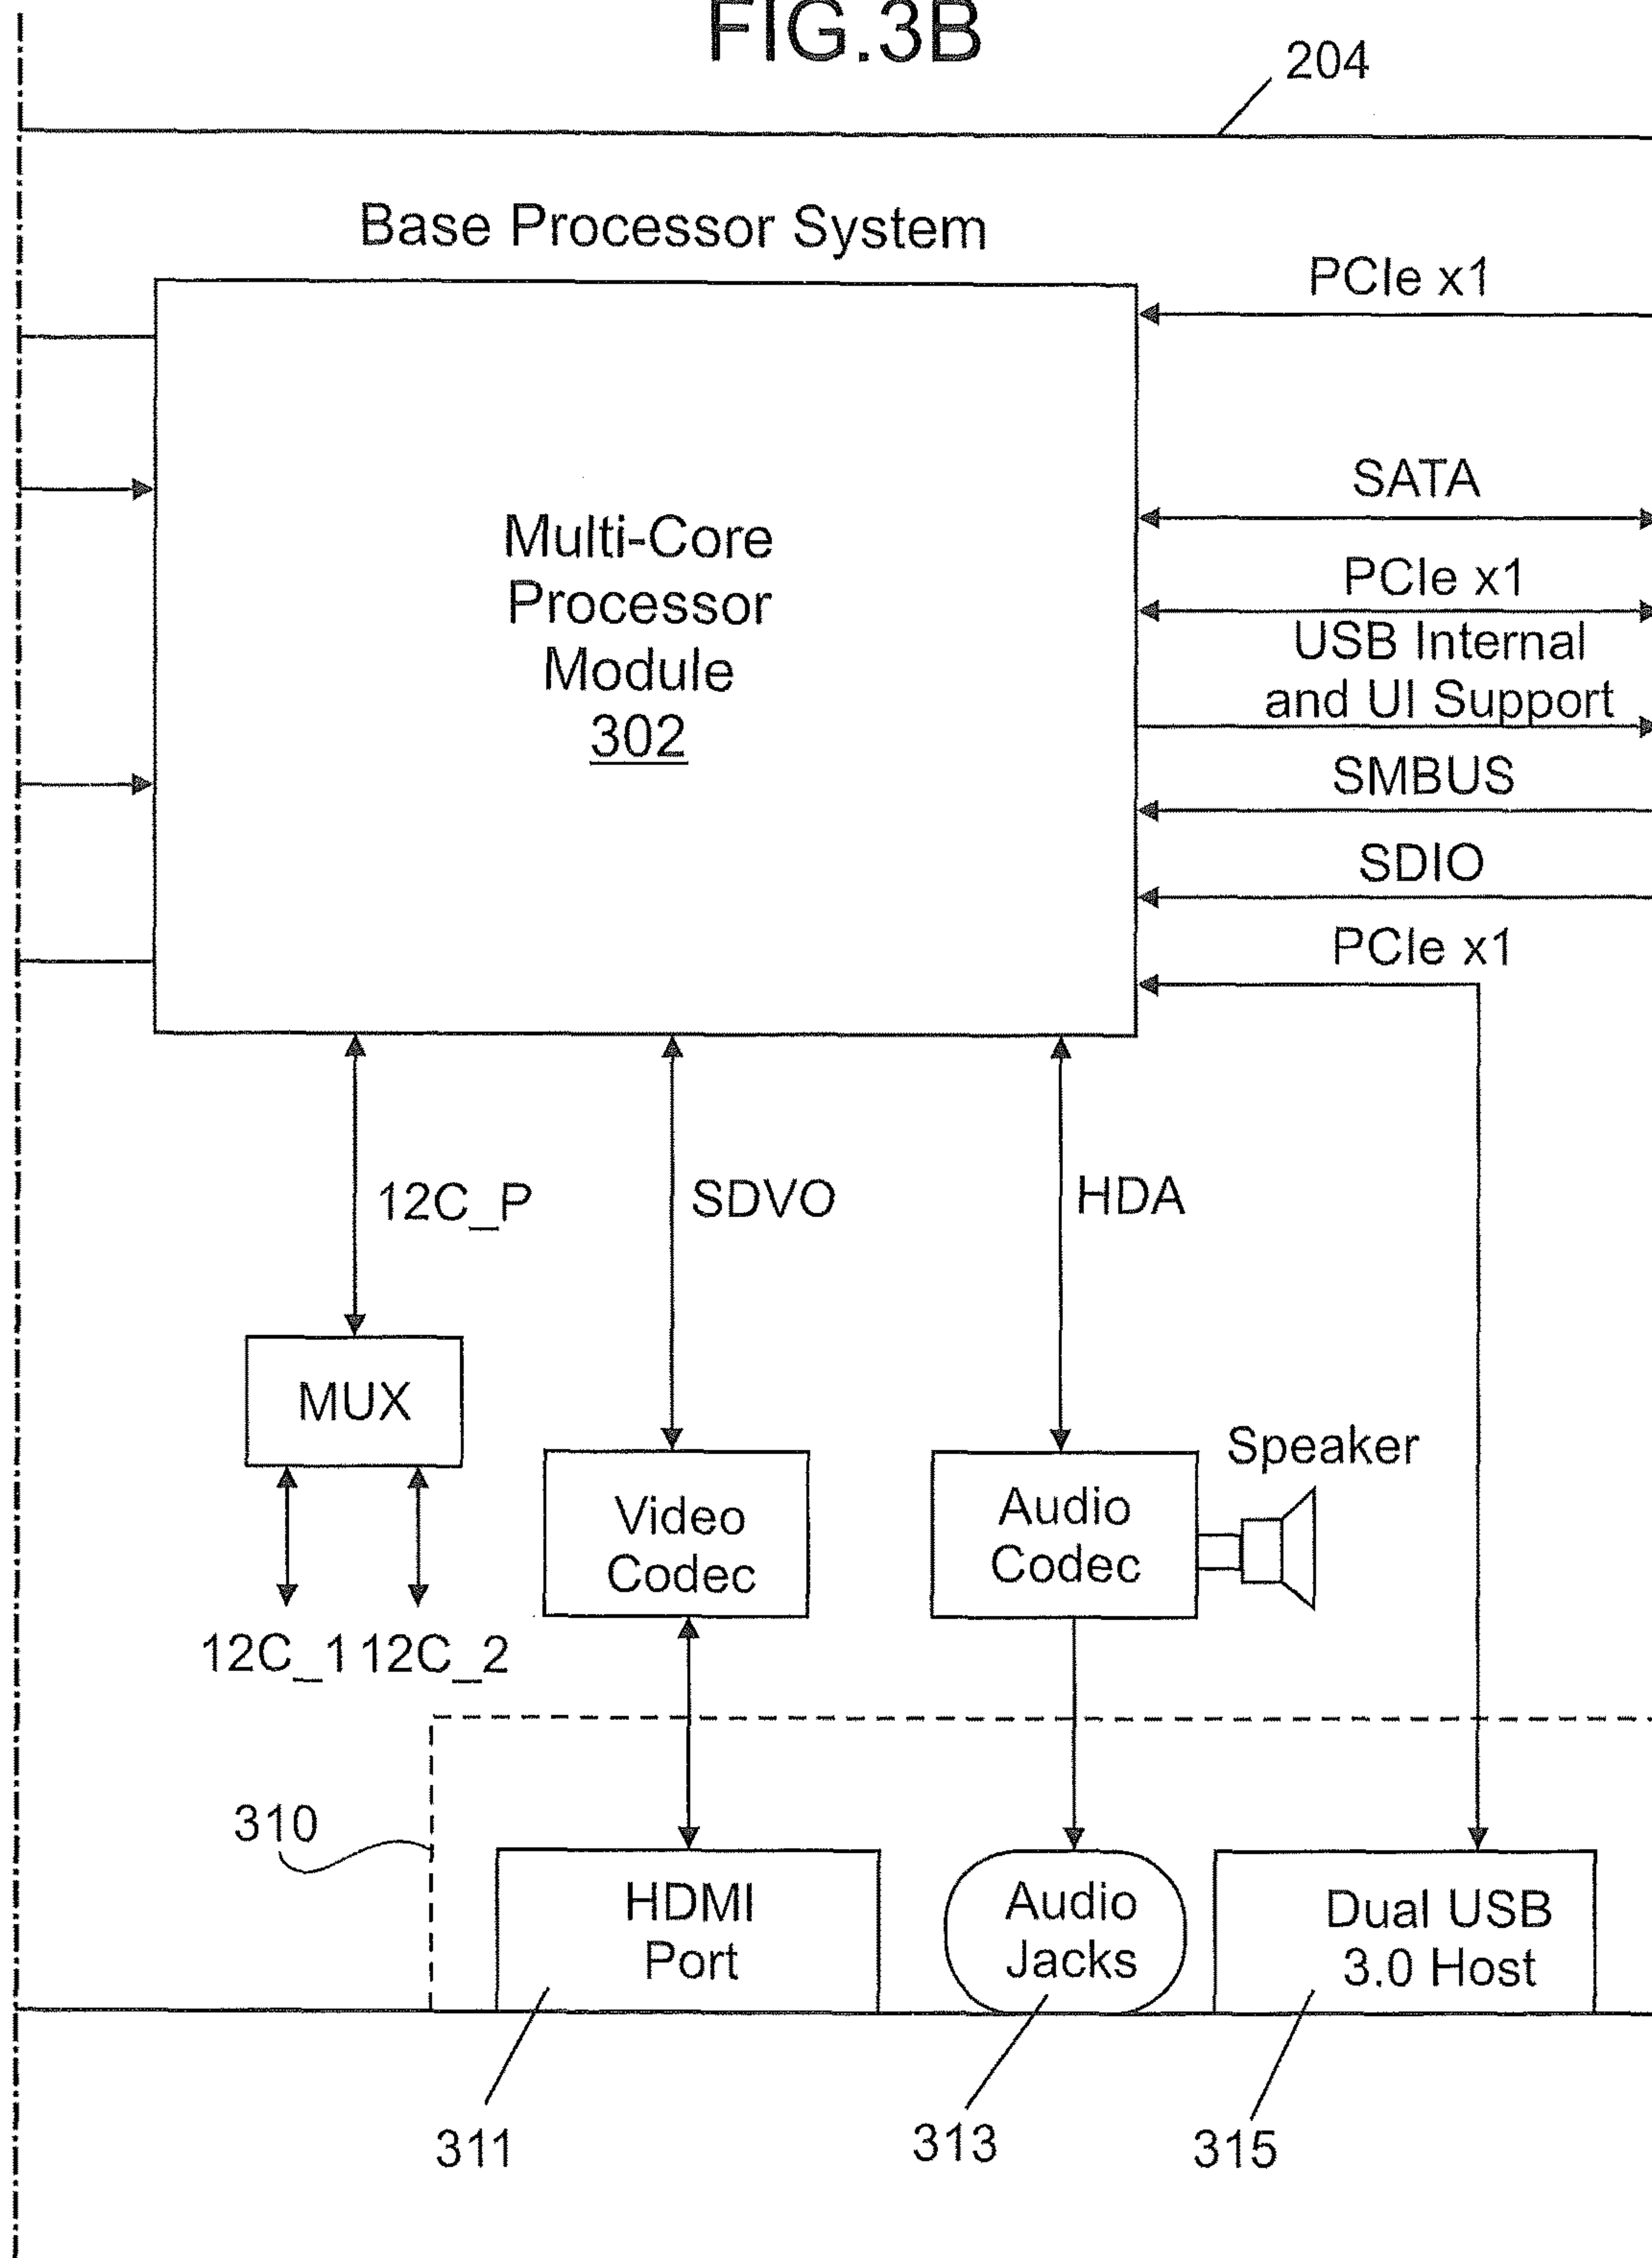 FIG.3B
204
Base Processor System
PCIe x1
SATA
Multi-Core
Processor
Module
302
PCIe x1
USB Internal
and UI Support
SMBUS
SDIO
PCIe x1
12C_P
SDVO
HDA
MUX
Speaker
Video
Codec
Audio
Codec
12C_1
12C_2
310
HDMI
Port
Audio
Jacks
Dual USB
3.0 Host
311
313
315